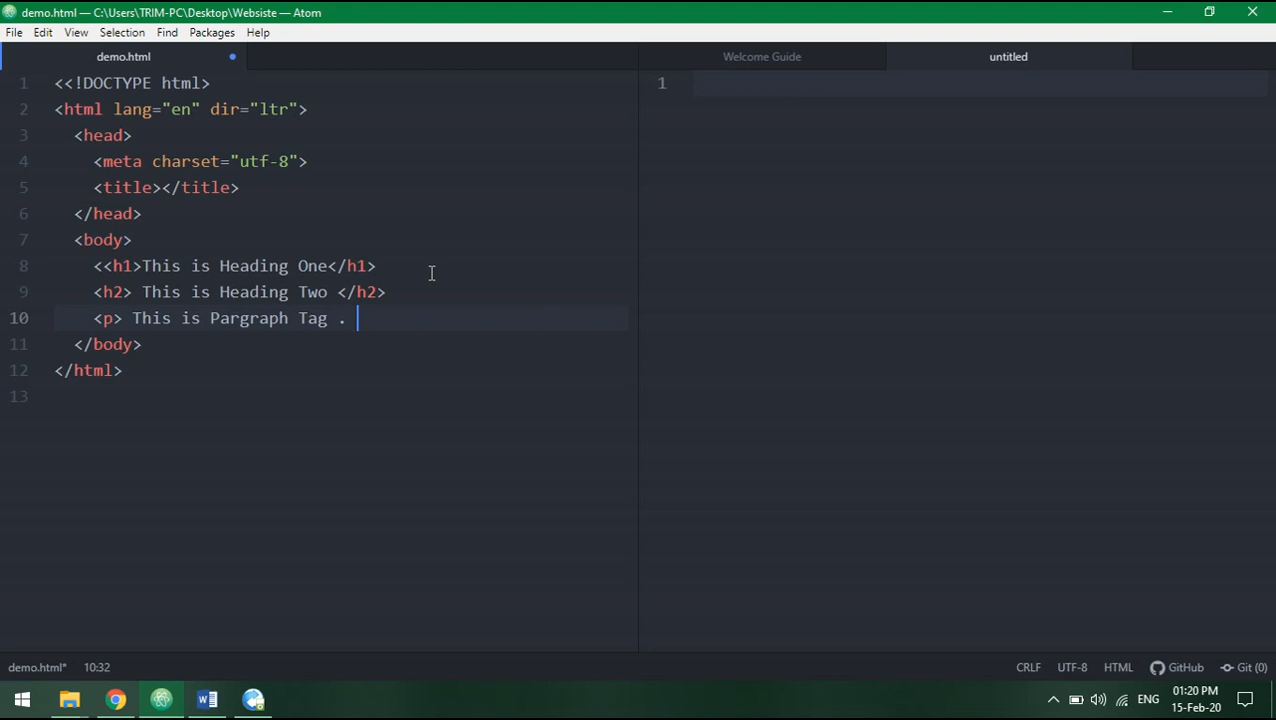 demo.html — C:\Users\TRIM-PC\Desktop\Websiste — Atom
File Edit View Selection Find Packages Help
demo.html Welcome Guide untitled
1 <<!DOCTYPE html> 1
2 <html lang="en" dir="ltr">
3 <head>
4 <meta charset="utf-8">
5 <title></title>
6 </head>
7 <body>
8 <<h1>This is Heading One</h1>
9 <h2> This is Heading Two </h2>
10 <p> This is Pargraph Tag .
11 </body>
12 </html>
13
demo.html* 10:32 CRLF UTF-8 HTML GitHub Git (0)
ENG 01:20 PM
15-Feb-20